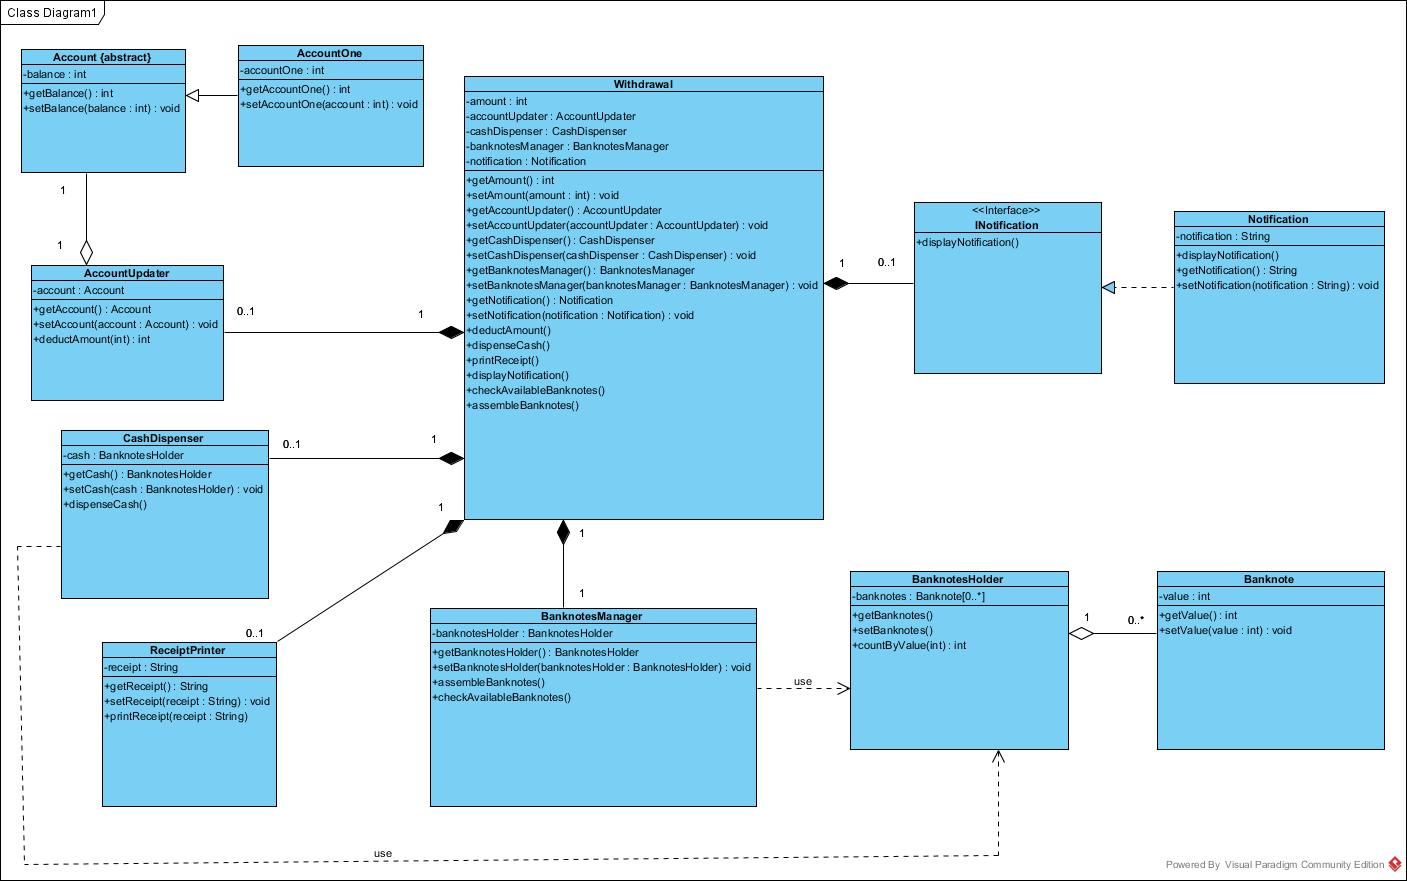 Class Diagram1
Account {abstract}
-balance : int
+getBalance() : int
+setBalance(balance : int) : void
AccountOne
-accountOne : int
+getAccountOne() : int
+setAccountOne(account : int) : void
Withdrawal
-amount : int
-accountUpdater : AccountUpdater
-cashDispenser : CashDispenser
-banknotesManager : BanknotesManager
-notification : Notification
+getAmount() : int
+setAmount(amount : int) : void
+getAccountUpdater() : AccountUpdater
+setAccountUpdater(accountUpdater : AccountUpdater) : void
+getCashDispenser() : CashDispenser
+setCashDispenser(cashDispenser : CashDispenser) : void
+getBanknotesManager() : BanknotesManager
+setBanknotesManager(banknotesManager : BanknotesManager) : void
+getNotification() : Notification
+setNotification(notification : Notification) : void
+deductAmount()
+dispenseCash()
+printReceipt()
+displayNotification()
+checkAvailableBanknotes()
+assembleBanknotes()
<<Interface>>
INotification
+displayNotification()
Notification
-notification : String
+displayNotification()
+getNotification() : String
+setNotification(notification : String) : void
1
1
1
0..1
AccountUpdater
-account : Account
+getAccount() : Account
+setAccount(account : Account) : void
+deductAmount(int) : int
0..1
1
CashDispenser
-cash : BanknotesHolder
+getCash() : BanknotesHolder
+setCash(cash : BanknotesHolder) : void
+dispenseCash()
0..1
1
1
0..1
1
1
ReceiptPrinter
-receipt : String
+getReceipt() : String
+setReceipt(receipt : String) : void
+printReceipt(receipt : String)
BanknotesManager
-banknotesHolder : BanknotesHolder
+getBanknotesHolder() : BanknotesHolder
+setBanknotesHolder(banknotesHolder : BanknotesHolder) : void
+assembleBanknotes()
+checkAvailableBanknotes()
use
BanknotesHolder
-banknotes : Banknote[0..*]
+getBanknotes()
+setBanknotes()
+countByValue(int) : int
1
0..*
Banknote
-value : int
+getValue() : int
+setValue(value : int) : void
use
Powered By Visual Paradigm Community Edition